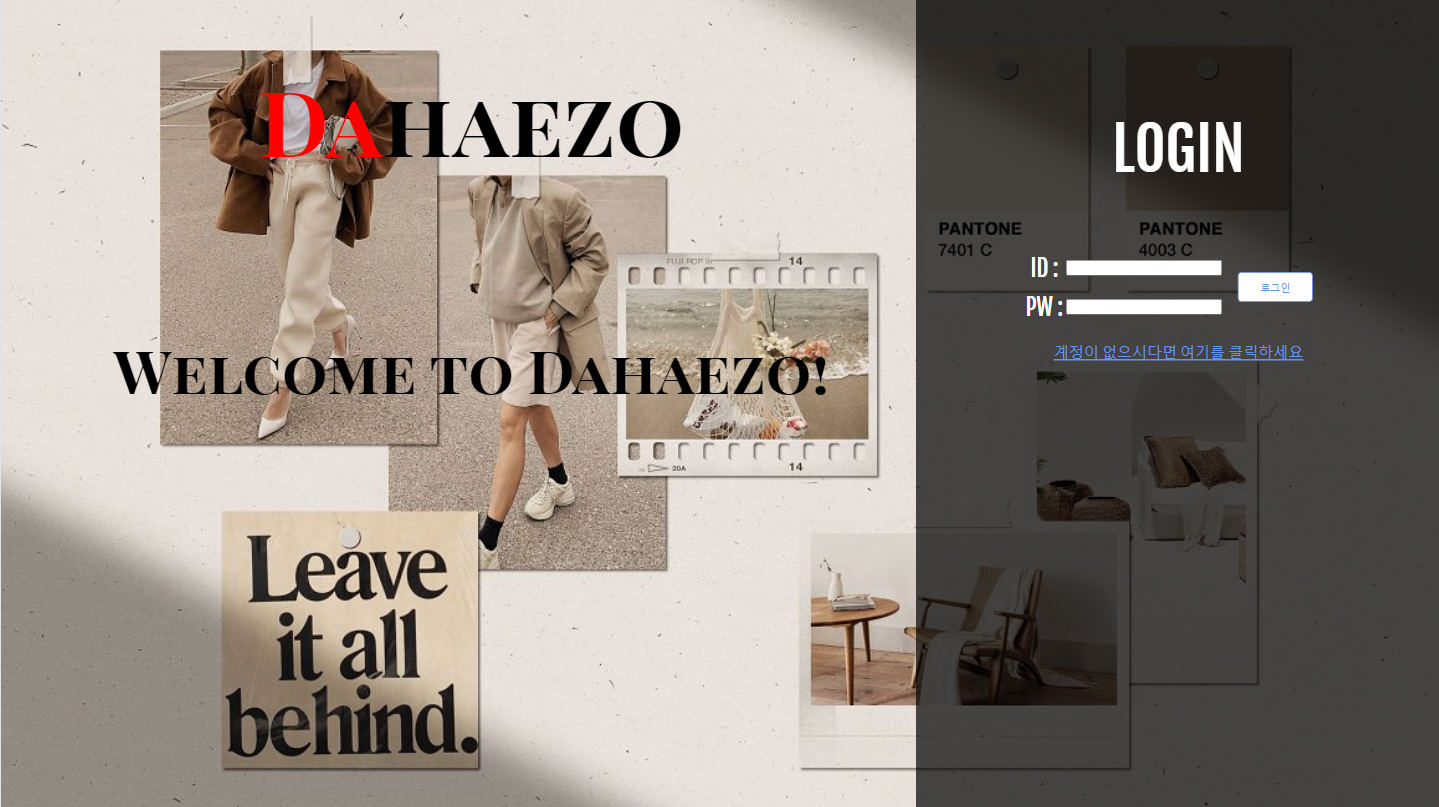 DAHAEZO
WELCOME TO DAHAEZO!
FUJI RDP III
14
20A
14
Leave
it all
behind.
LOGIN
PANTONE
7401 C
PANTONE
4003 C
ID :
PW :
로그인
계정이 없으시다면 여기를 클릭하세요